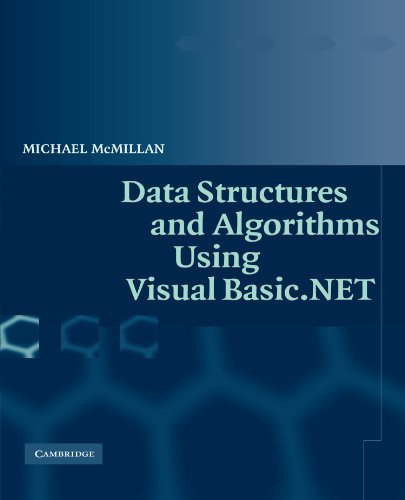 MICHAEL McMILLAN
Data Structures
and Algorithms
Using
Visual Basic.NET
CAMBRIDGE